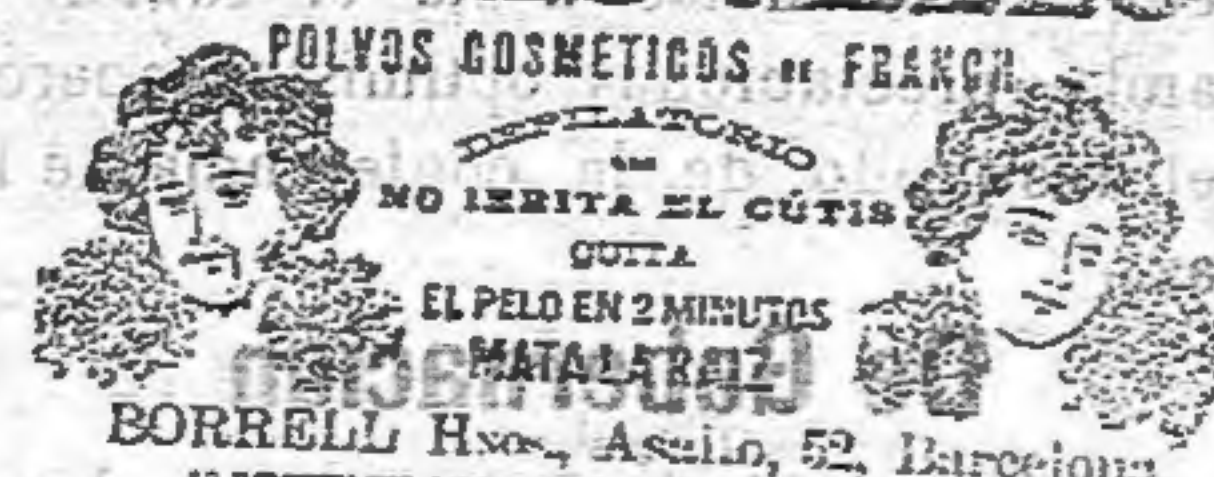 POLVOS COSMETICOS DE FRANCH
DEPILATORIO
NO IRRITA EL CÚTIS
QUITA
EL PELO EN 2 MINUTOS
MATA LA RAIZ
BORRELL Hnos, Asalto, 52, Barcelona